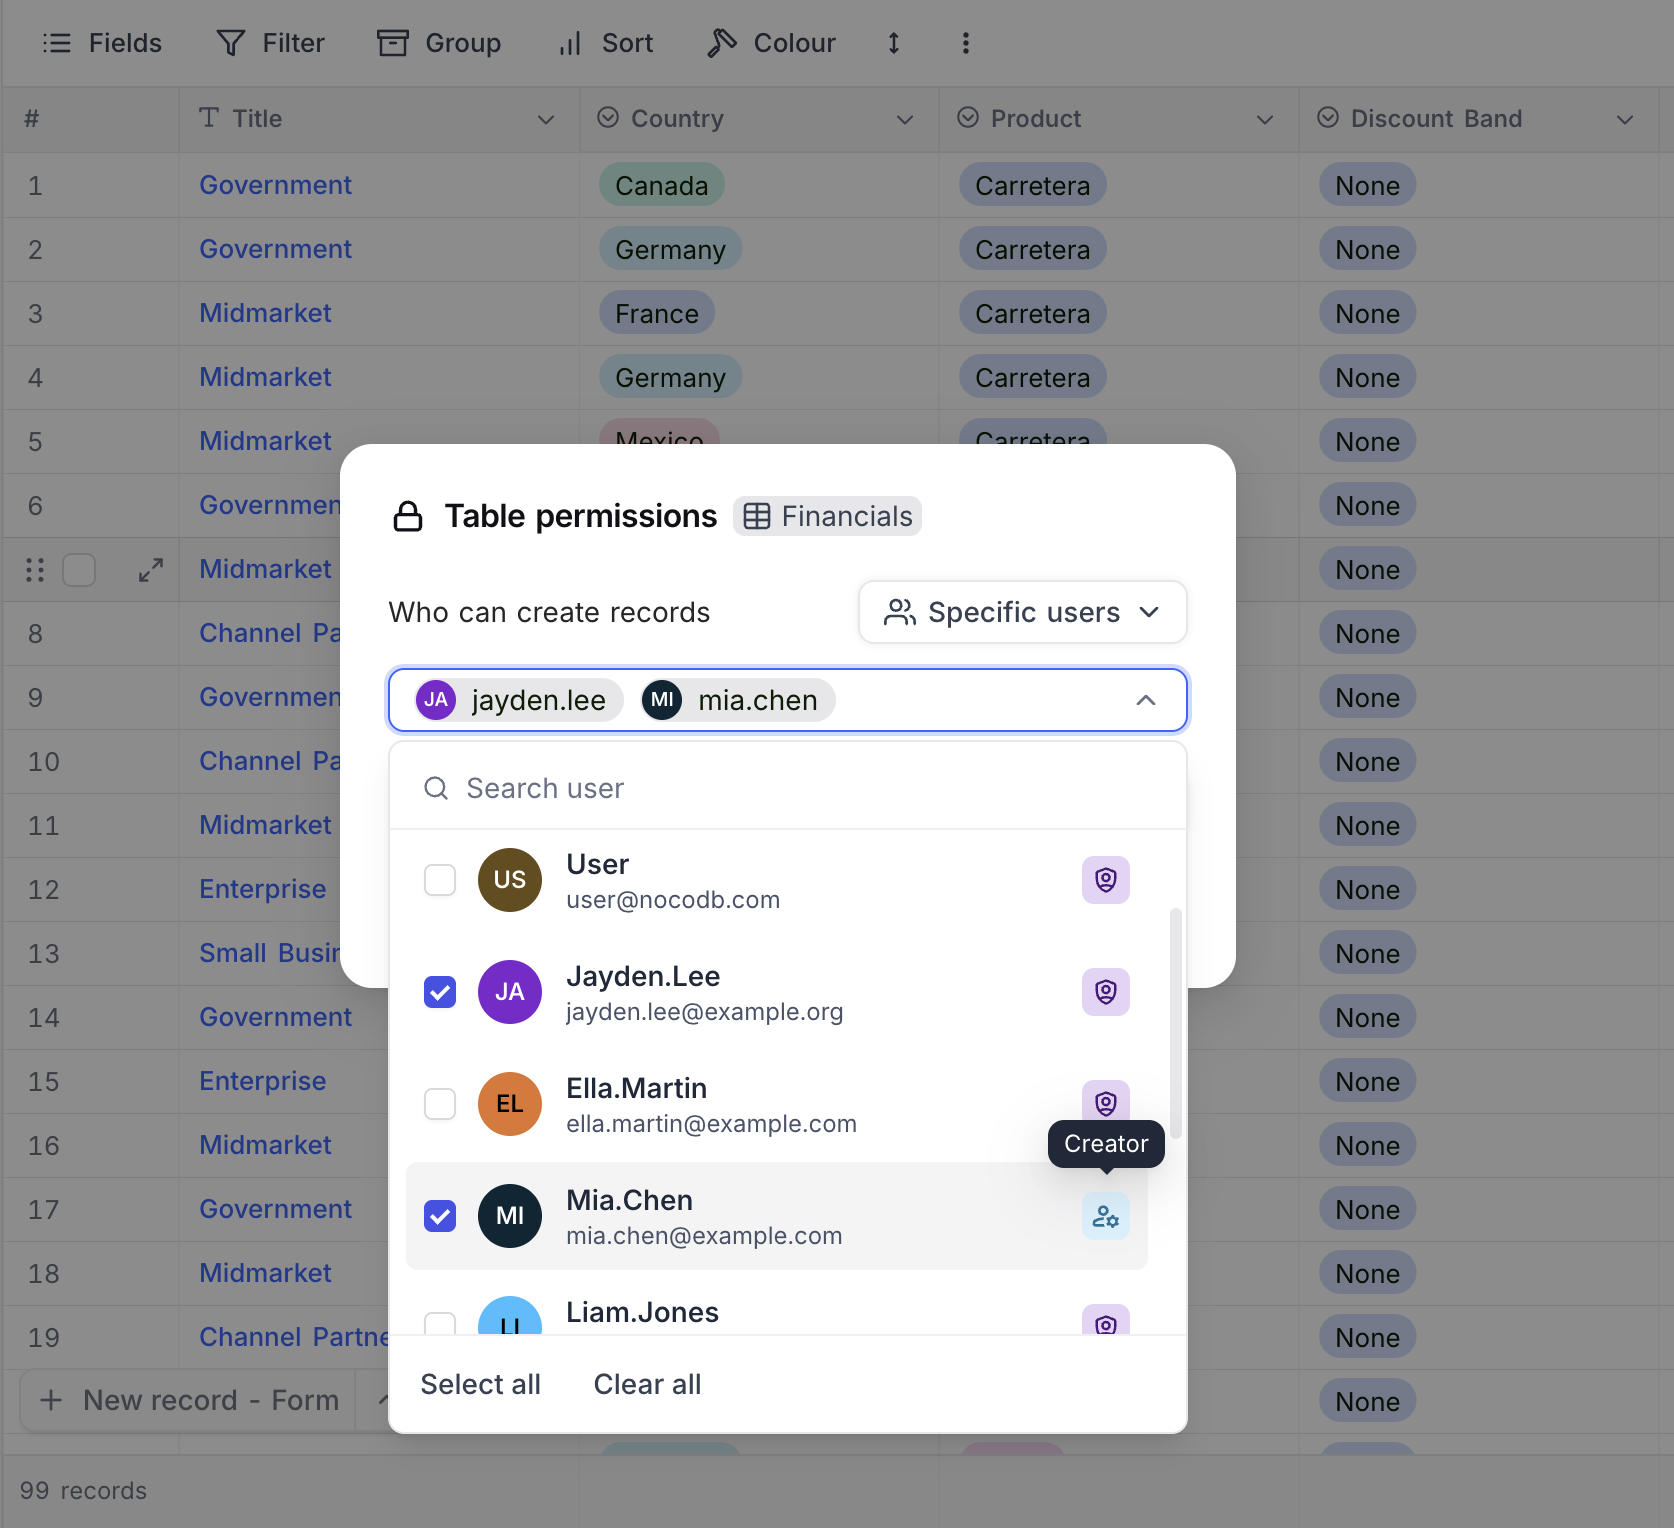 Fields Filter Group Sort Colour
# Title Country Product Discount Band
1 Government Canada Carretera None
2 Government Germany Carretera None
3 Midmarket France Carretera None
4 Midmarket Germany Carretera None
5 Midmarket Mexico Carretera None
6 Governmen None
Midmarket None
8 Channel Pa None
9 Governmen None
10 Channel Pa None
11 Midmarket None
12 Enterprise None
13 Small Busin None
14 Government None
15 Enterprise None
16 Midmarket None
17 Government None
18 Midmarket None
19 Channel Partne None
None
New record - Form
99 records
Table permissions Financials
Who can create records Specific users
JA jayden.lee MI mia.chen
Search user
US User
user@nocodb.com
JA Jayden.Lee
jayden.lee@example.org
EL Ella.Martin
ella.martin@example.com
Creator
MI Mia.Chen
mia.chen@example.com
LI Liam.Jones
Select all Clear all